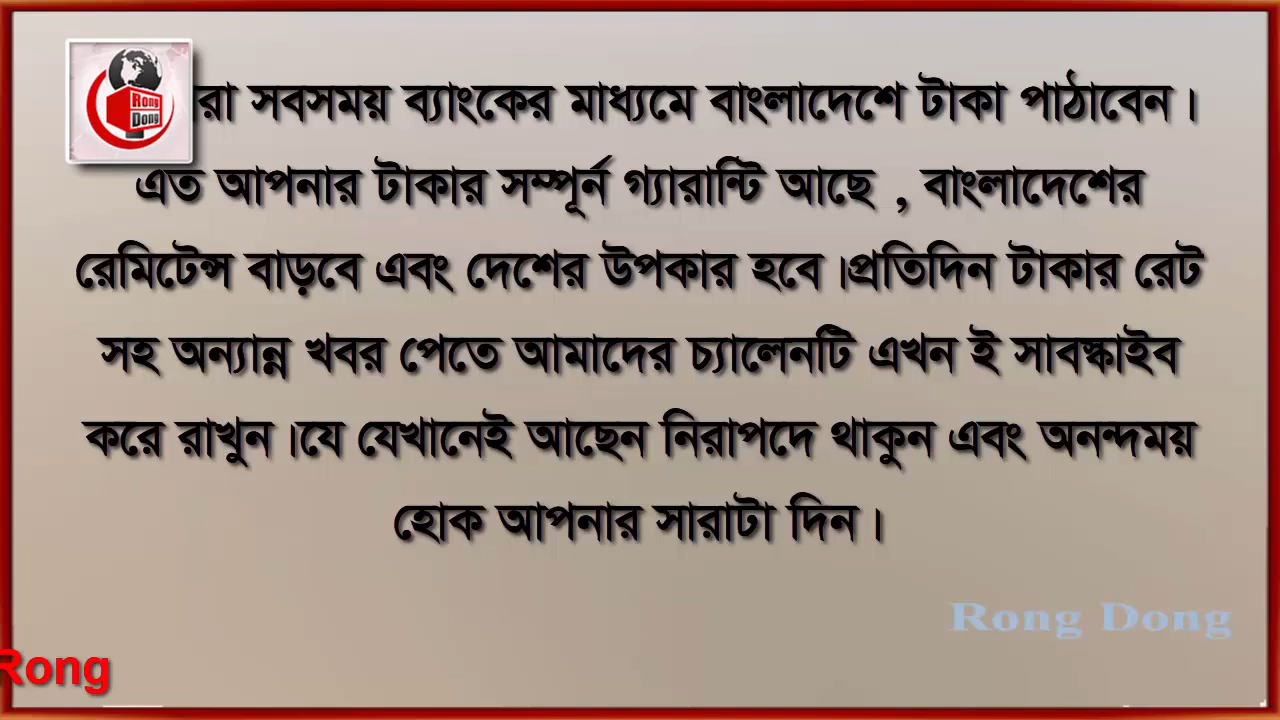 Rong
Dong
রা সবসময় ব্যাংকের মাধ্যমে বাংলাদেশে টাকা পাঠাবেন।
এত আপনার টাকার সম্পূর্ন গ্যারান্টি আছে , বাংলাদেশের
রেমিটেন্স বাড়বে এবং দেশের উপকার হবে।প্রতিদিন টাকার রেট
সহ অন্যান্ন খবর পেতে আমাদের চ্যালেনটি এখন ই সাবস্কাইব
করে রাখুন।যে যেখানেই আছেন নিরাপদে থাকুন এবং অনন্দময়
হোক আপনার সারাটা দিন।
Rong Dong
Rong